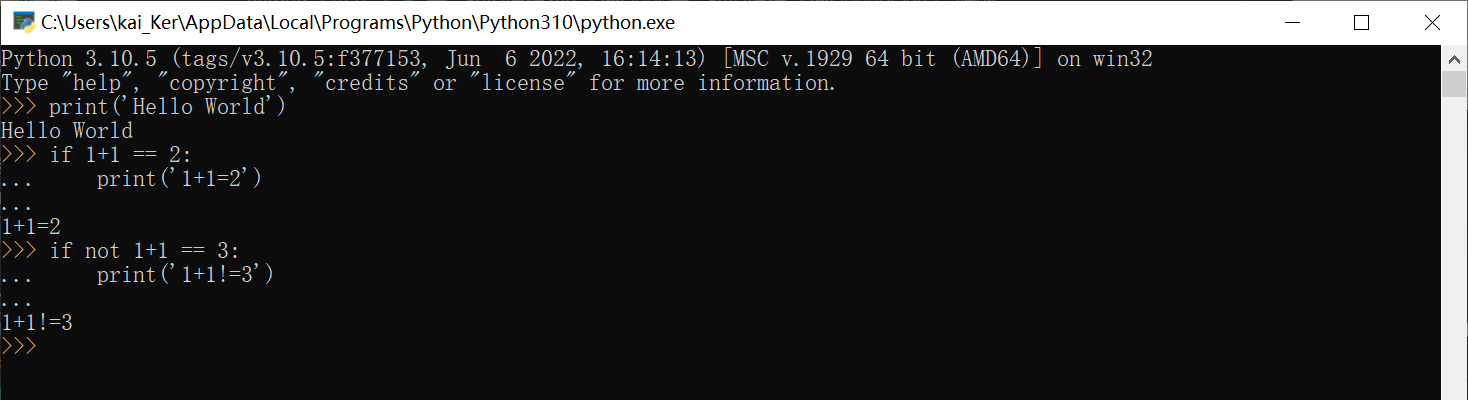 C:\Users\kai_Ker\AppData\Local\Programs\Python\Python310\python.exe
Python 3.10.5 (tags/v3.10.5:f377153, Jun  6 2022, 16:14:13) [MSC v.1929 64 bit (AMD64)] on win32
Type "help", "copyright", "credits" or "license" for more information.
>>> print('Hello World')
Hello World
>>> if 1+1 == 2:
...     print('1+1=2')
...
1+1=2
>>> if not 1+1 == 3:
...     print('1+1!=3')
...
1+1!=3
>>>